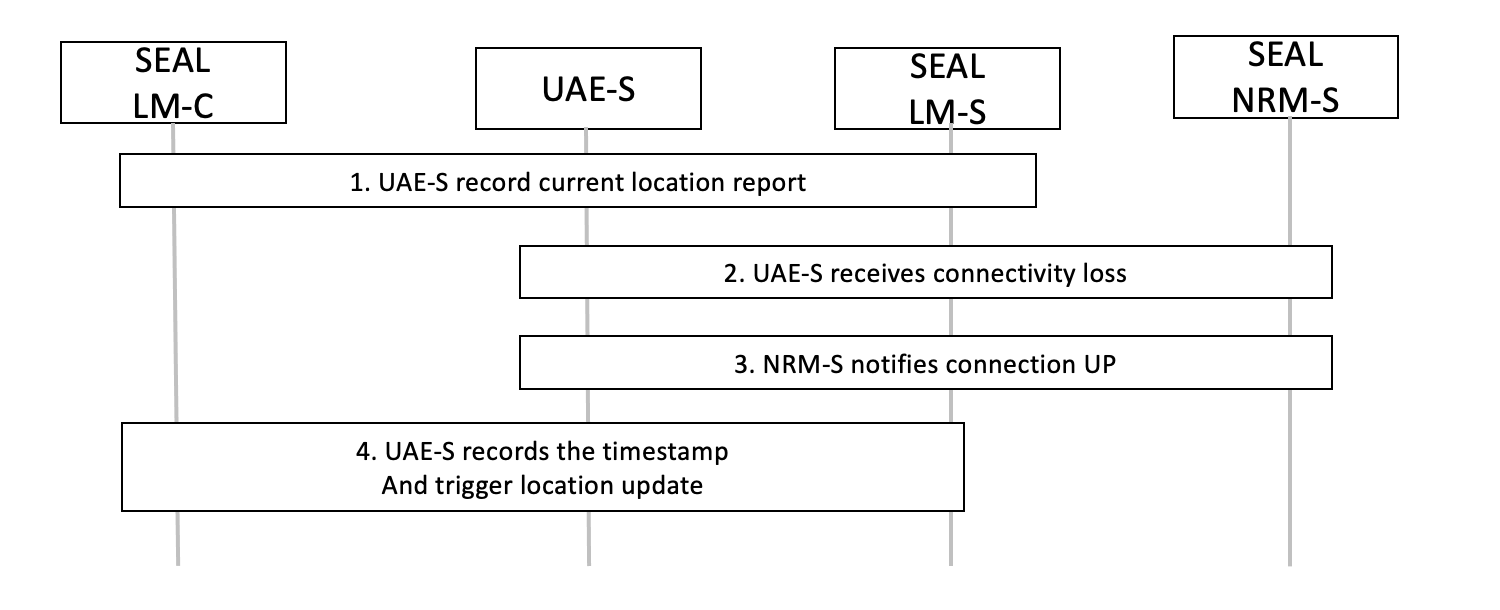 SEAL
LM-C
UAE-S
SEAL
LM-S
SEAL
NRM-S
1. UAE-S record current location report
2. UAE-S receives connectivity loss
3. NRM-S notifies connection UP
4. UAE-S records the timestamp
And trigger location update